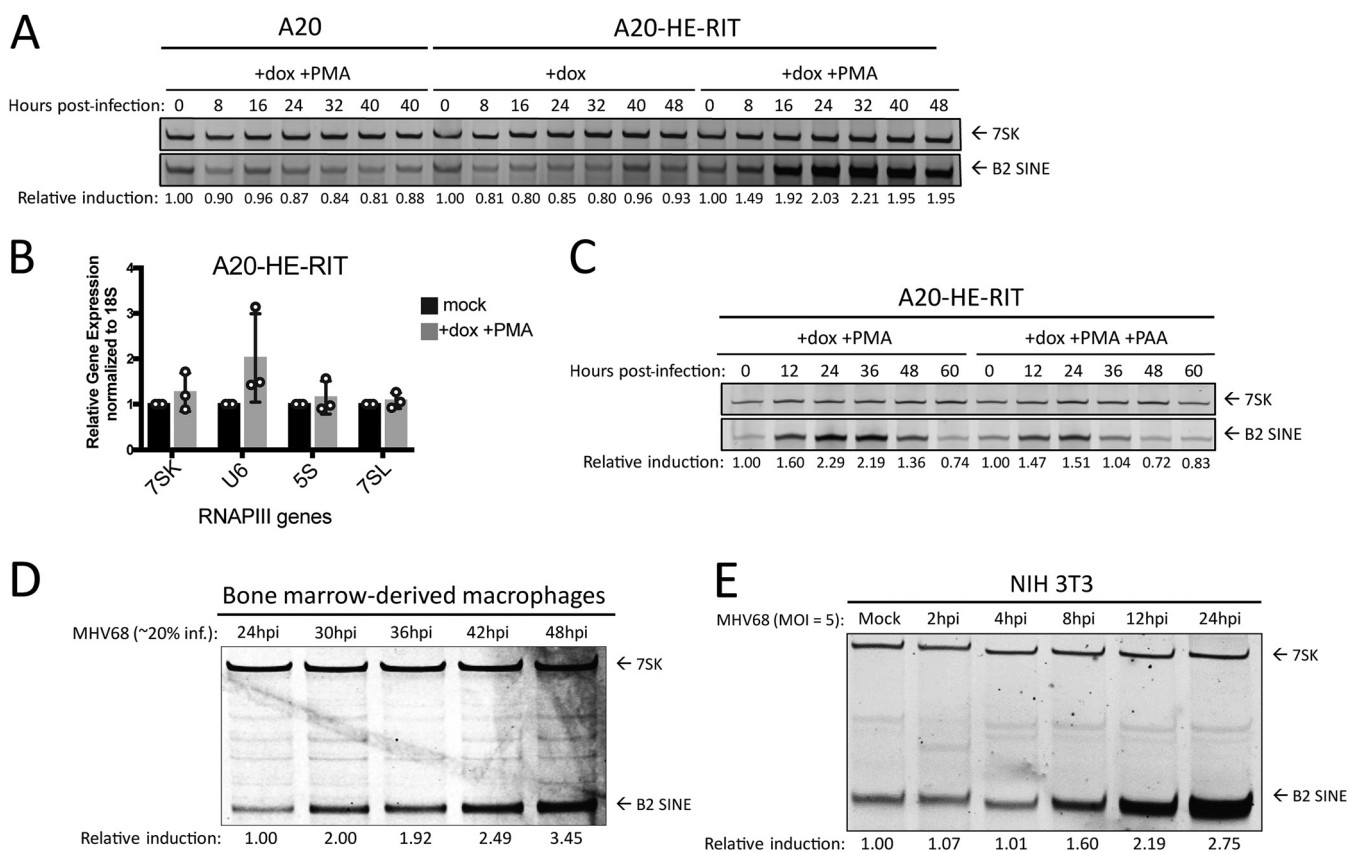 A
A20
A20-HE-RIT
+dox +PMA
+dox
+dox +PMA
Hours post-infection: 0 8 16 24 32 40 40 0 8 16 24 32 40 48 0 8 16 24 32 40 48
← 7SK
← B2 SINE
Relative induction: 1.00 0.90 0.96 0.87 0.84 0.81 0.88 1.00 0.81 0.80 0.85 0.80 0.96 0.93 1.00 1.49 1.92 2.03 2.21 1.95 1.95
B
A20-HE-RIT
Relative Gene Expression
normalized to 18S
4
3
2
1
0
mock
+dox +PMA
7SK U6 5S 7SL
RNAPIII genes
C
A20-HE-RIT
+dox +PMA
+dox +PMA +PAA
Hours post-infection: 0 12 24 36 48 60 0 12 24 36 48 60
← 7SK
← B2 SINE
Relative induction: 1.00 1.60 2.29 2.19 1.36 0.74 1.00 1.47 1.51 1.04 0.72 0.83
D
Bone marrow-derived macrophages
MHV68 (~20% inf.): 24hpi 30hpi 36hpi 42hpi 48hpi
← 7SK
← B2 SINE
Relative induction: 1.00 2.00 1.92 2.49 3.45
E
NIH 3T3
MHV68 (MOI = 5): Mock 2hpi 4hpi 8hpi 12hpi 24hpi
← 7SK
← B2 SINE
Relative induction: 1.00 1.07 1.01 1.60 2.19 2.75